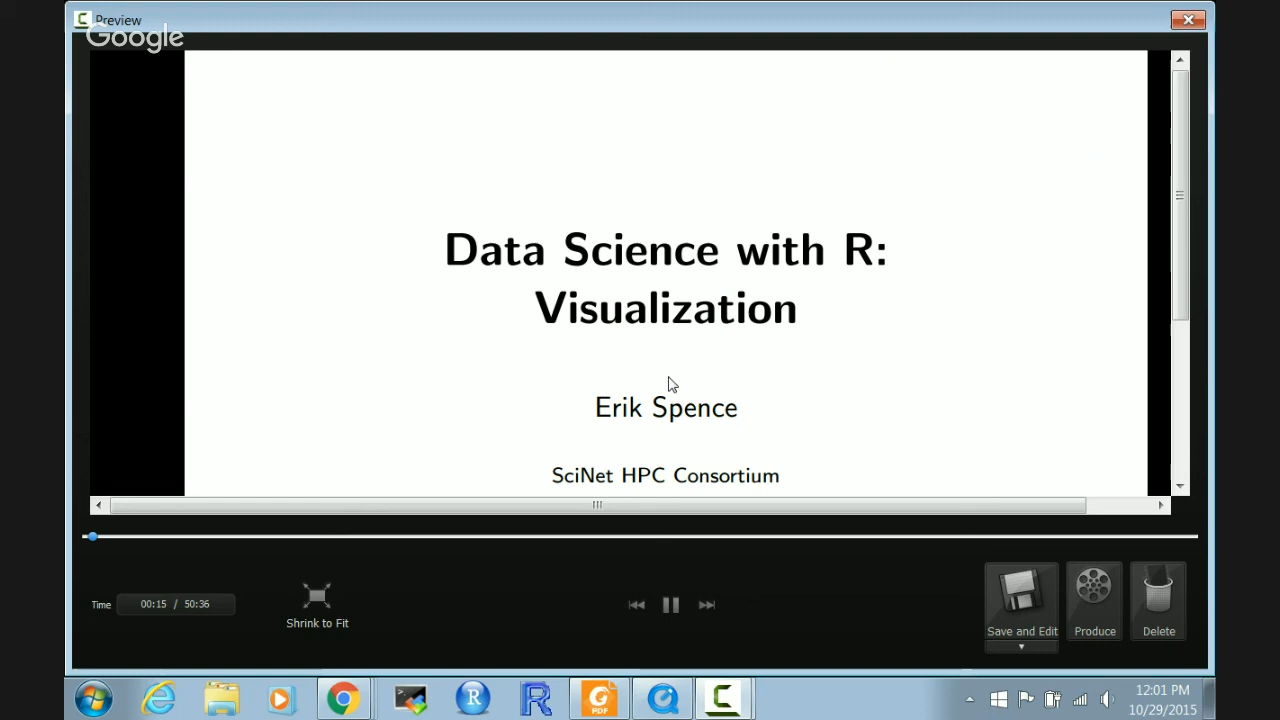 Preview
Google
Data Science with R:
Visualization
Erik Spence
SciNet HPC Consortium
Time 00:15 / 50:36
Shrink to Fit
Save and Edit
Produce
Delete
PDF
12:01 PM
10/29/2015